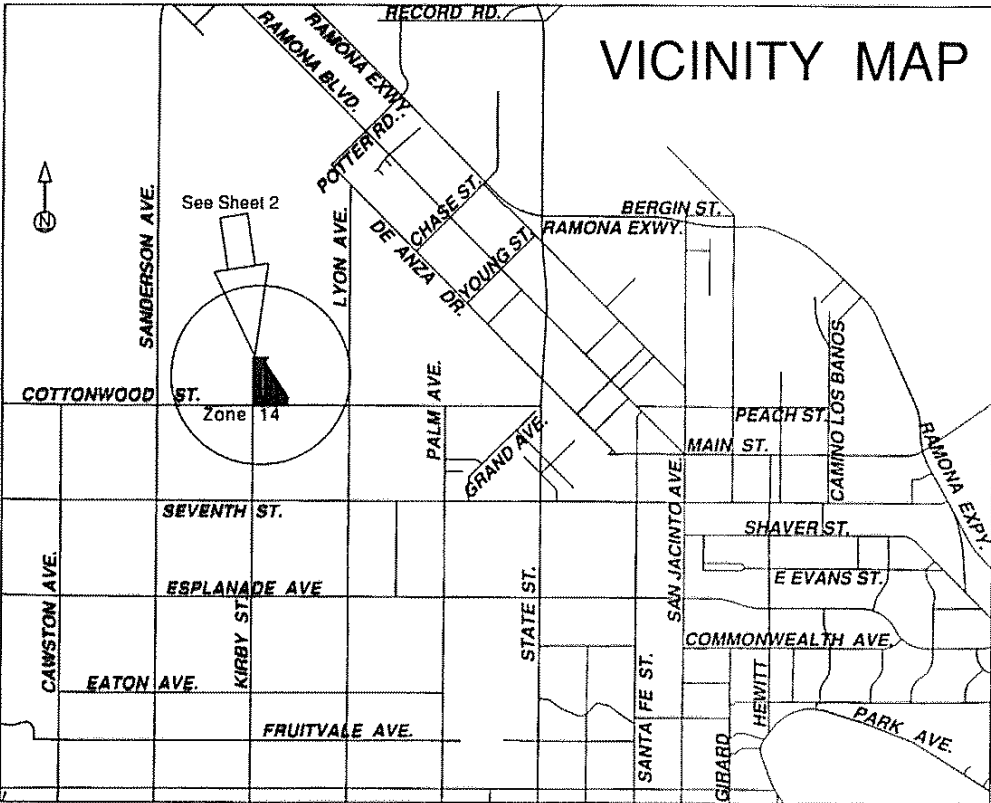 RECORD RD.
VICINITY MAP
RAMONA EXWY.
RAMONA BLVD.
POTTER RD.
N
See Sheet 2
SANDERSON AVE.
LYON AVE.
CHASE ST.
BERGIN ST.
RAMONA EXWY.
DE ANZA DR.
YOUNG ST.
COTTONWOOD ST.
Zone 14
PALM AVE.
GRAND AVE.
PEACH ST.
CAMINO LOS BANOS
MAIN ST.
RAMONA EXPY.
SEVENTH ST.
SAN JACINTO AVE.
SHAVER ST.
E EVANS ST.
CAWSTON AVE.
ESPLANADE AVE
KIRBY ST.
STATE ST.
COMMONWEALTH AVE.
EATON AVE.
SANTA FE ST.
HEWITT
FRUITVALE AVE.
GIRARD
PARK AVE.